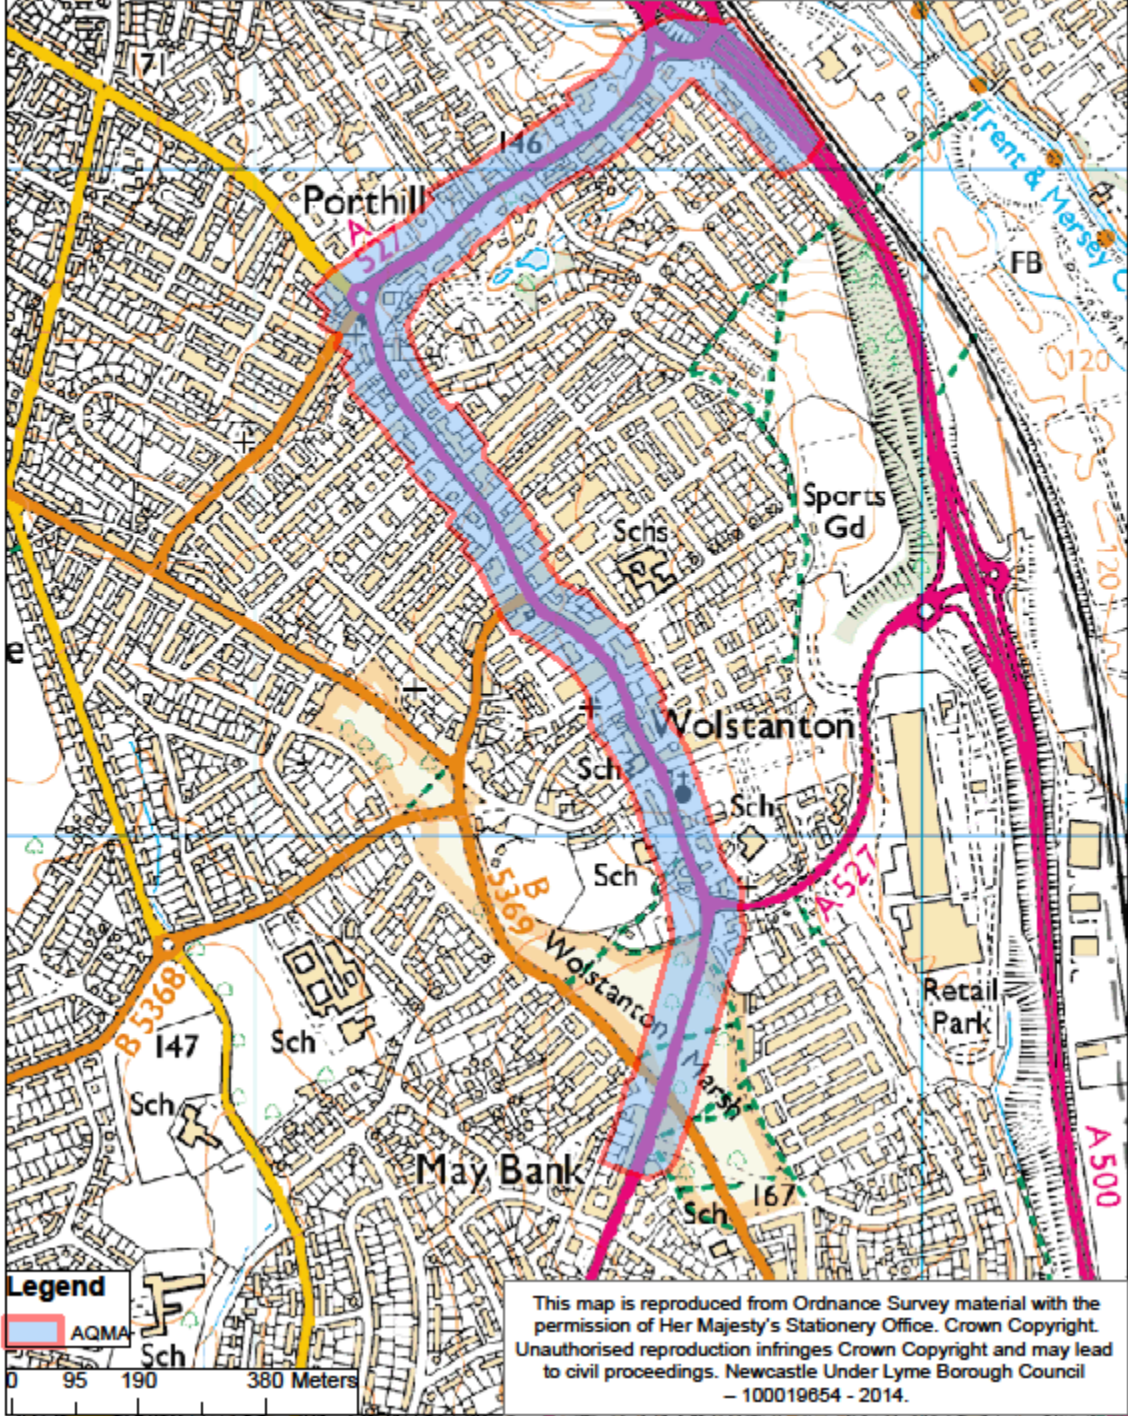 171
146
Porthill
A
527
Trent & Mersey C
FB
120
Sports
Gd
Schs
120
e
Wolstanton
Sch
Sch
Sch
A 527
B
5369
Wolstanton Marsh
Retail
Park
B 5368
147
Sch
Sch
May Bank
167
Sch
A 500
Legend
AQMA
Sch
0 95 190 380 Meters
This map is reproduced from Ordnance Survey material with the
permission of Her Majesty's Stationery Office. Crown Copyright.
Unauthorised reproduction infringes Crown Copyright and may lead
to civil proceedings. Newcastle Under Lyme Borough Council
– 100019654 - 2014.